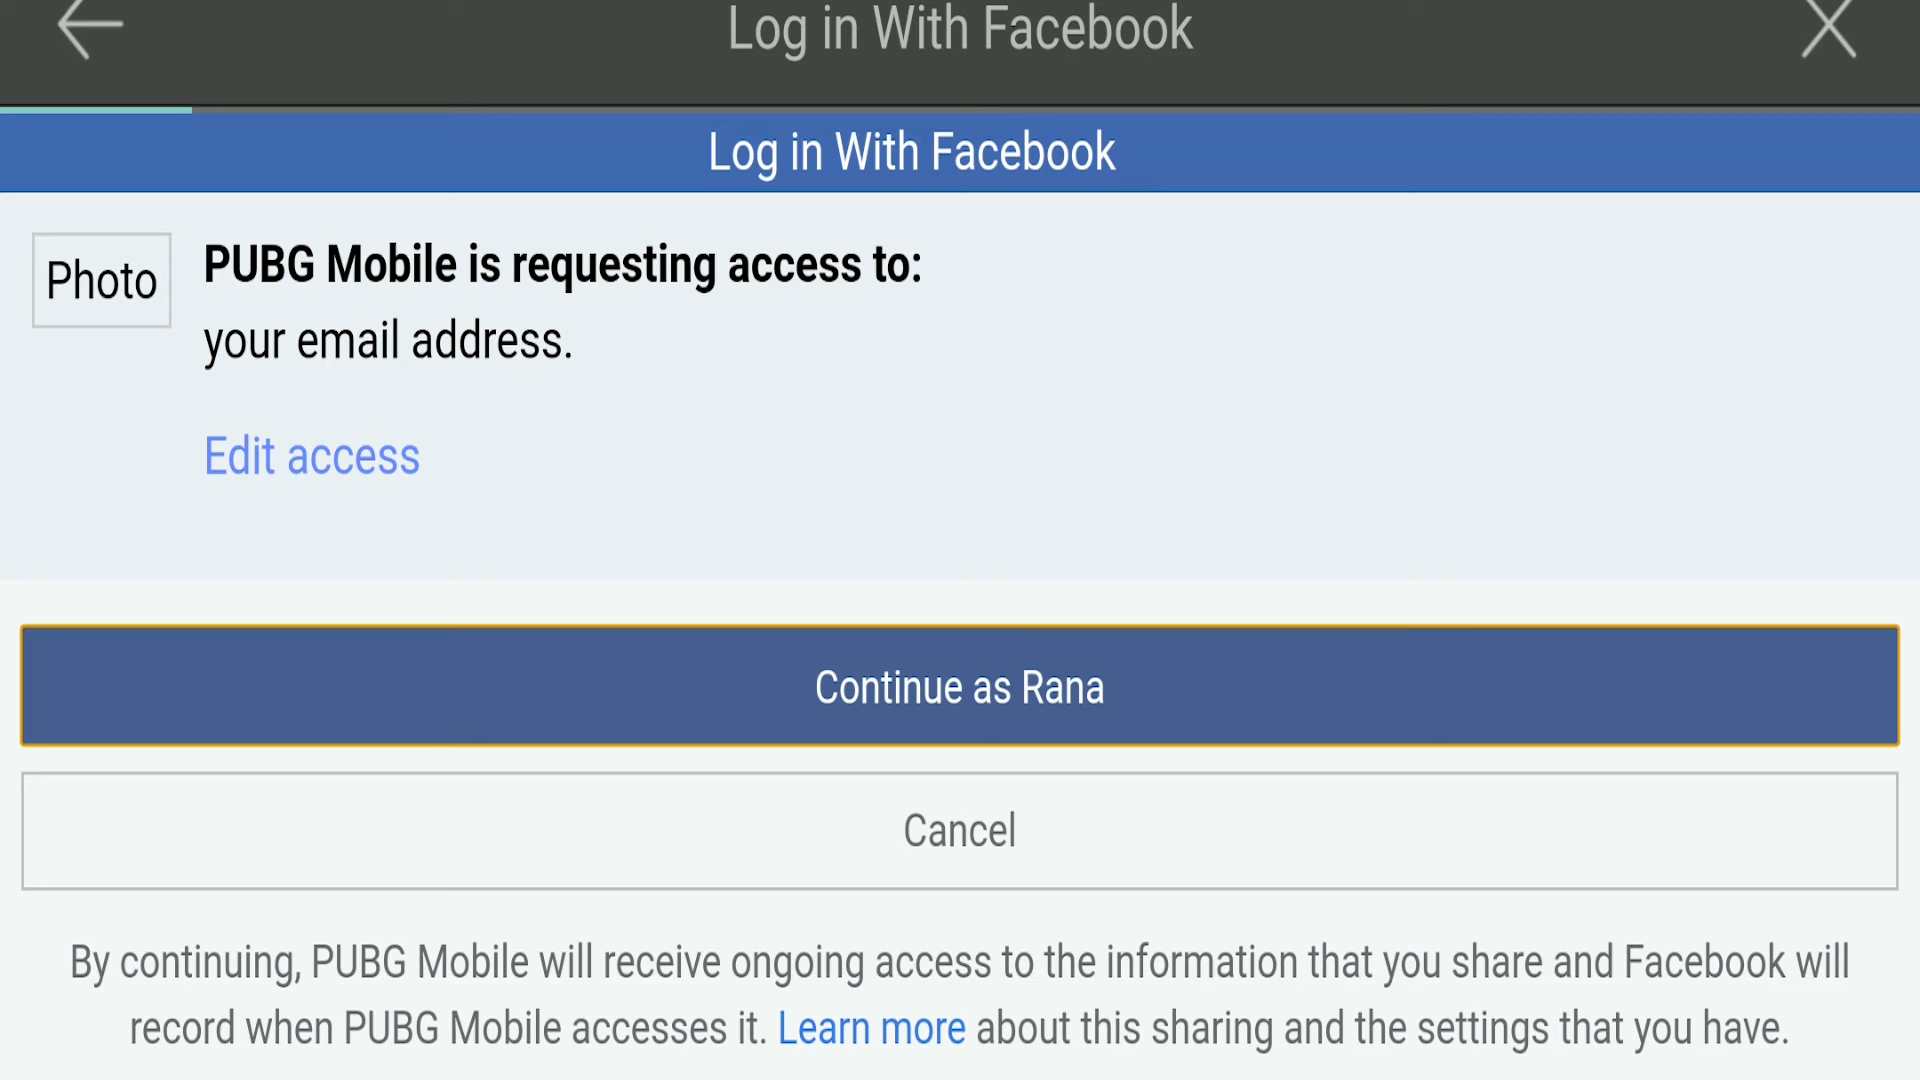 Log in With Facebook
Log in With Facebook
Photo
PUBG Mobile is requesting access to:
your email address.
Edit access
Continue as Rana
Cancel
By continuing, PUBG Mobile will receive ongoing access to the information that you share and Facebook will
record when PUBG Mobile accesses it. Learn more about this sharing and the settings that you have.